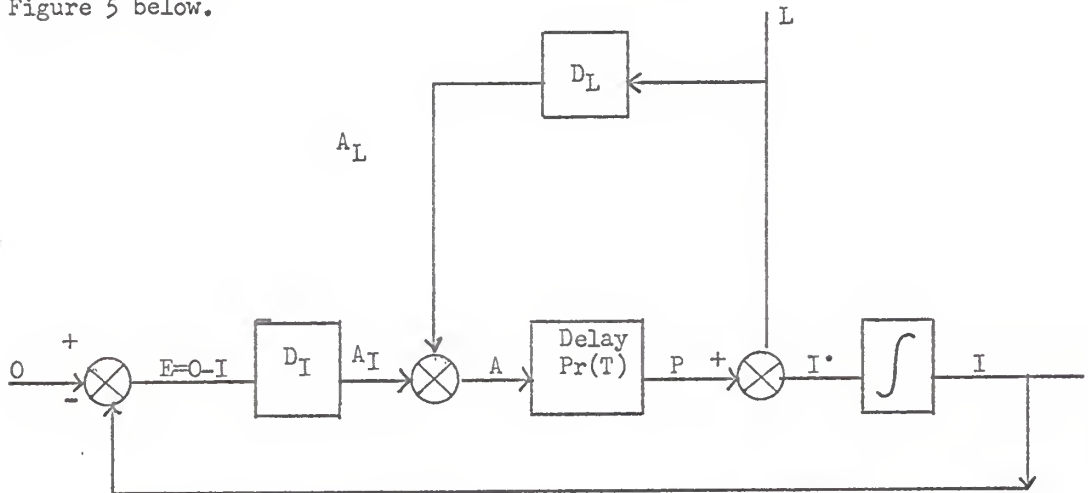 Figure 5 below.
L
D_L
A_L
Delay
O + - E=O-I D_I A_I A Pr(T) P + I• ∫ I